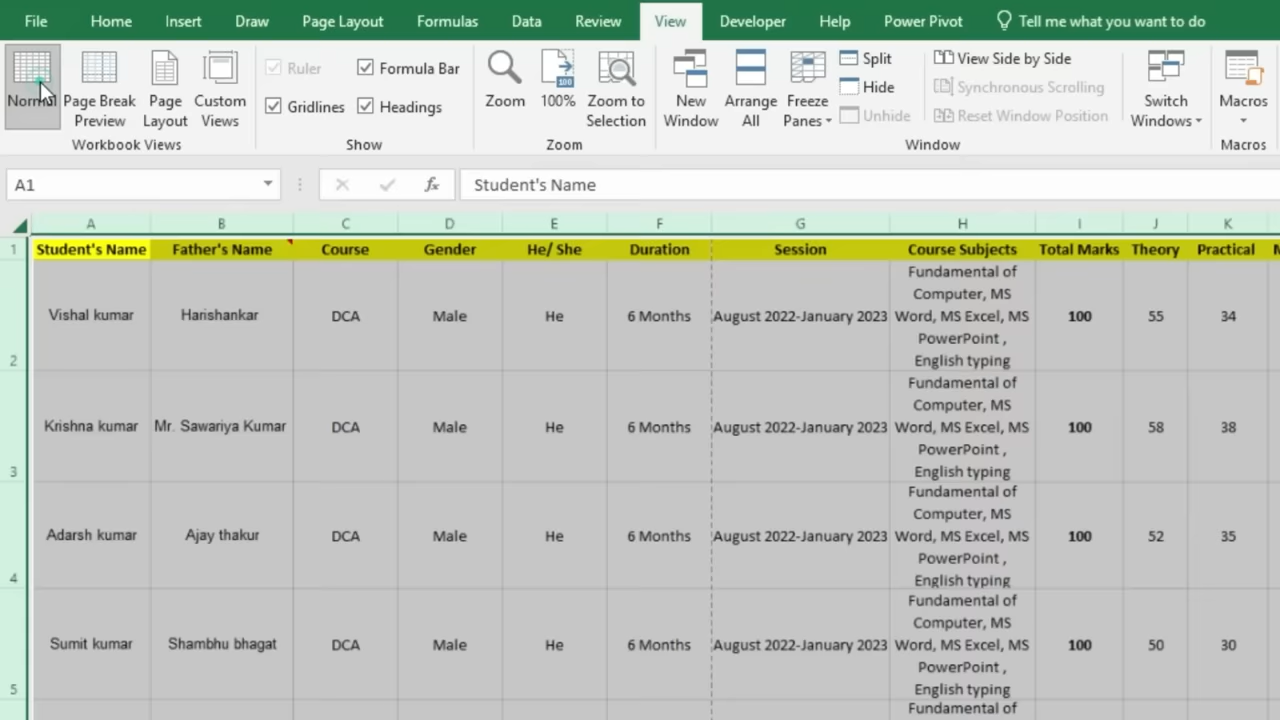 File Home Insert Draw Page Layout Formulas Data Review View Developer Help Power Pivot Tell me what you want to do
Normal
Page Break
Preview
Page
Layout
Custom
Views
Workbook Views
Ruler
Formula Bar
Gridlines
Headings
Show
Zoom
100%
100
Zoom to
Selection
Zoom
New
Window
Arrange
All
Freeze
Panes
Split
Hide
Unhide
View Side by Side
Synchronous Scrolling
Reset Window Position
Window
Switch
Windows
Macros
Macros
A1
fx
Student's Name
A B C D E F G H I J K
1 Student's Name Father's Name Course Gender He/ She Duration Session Course Subjects Total Marks Theory Practical
2 Vishal kumar Harishankar DCA Male He 6 Months August 2022-January 2023
Fundamental of
Computer, MS
Word, MS Excel, MS
PowerPoint ,
English typing
100 55 34
3 Krishna kumar Mr. Sawariya Kumar DCA Male He 6 Months August 2022-January 2023
Fundamental of
Computer, MS
Word, MS Excel, MS
PowerPoint ,
English typing
100 58 38
4 Adarsh kumar Ajay thakur DCA Male He 6 Months August 2022-January 2023
Fundamental of
Computer, MS
Word, MS Excel, MS
PowerPoint ,
English typing
100 52 35
5 Sumit kumar Shambhu bhagat DCA Male He 6 Months August 2022-January 2023
Fundamental of
Computer, MS
Word, MS Excel, MS
PowerPoint ,
English typing
100 50 30
Fundamental of